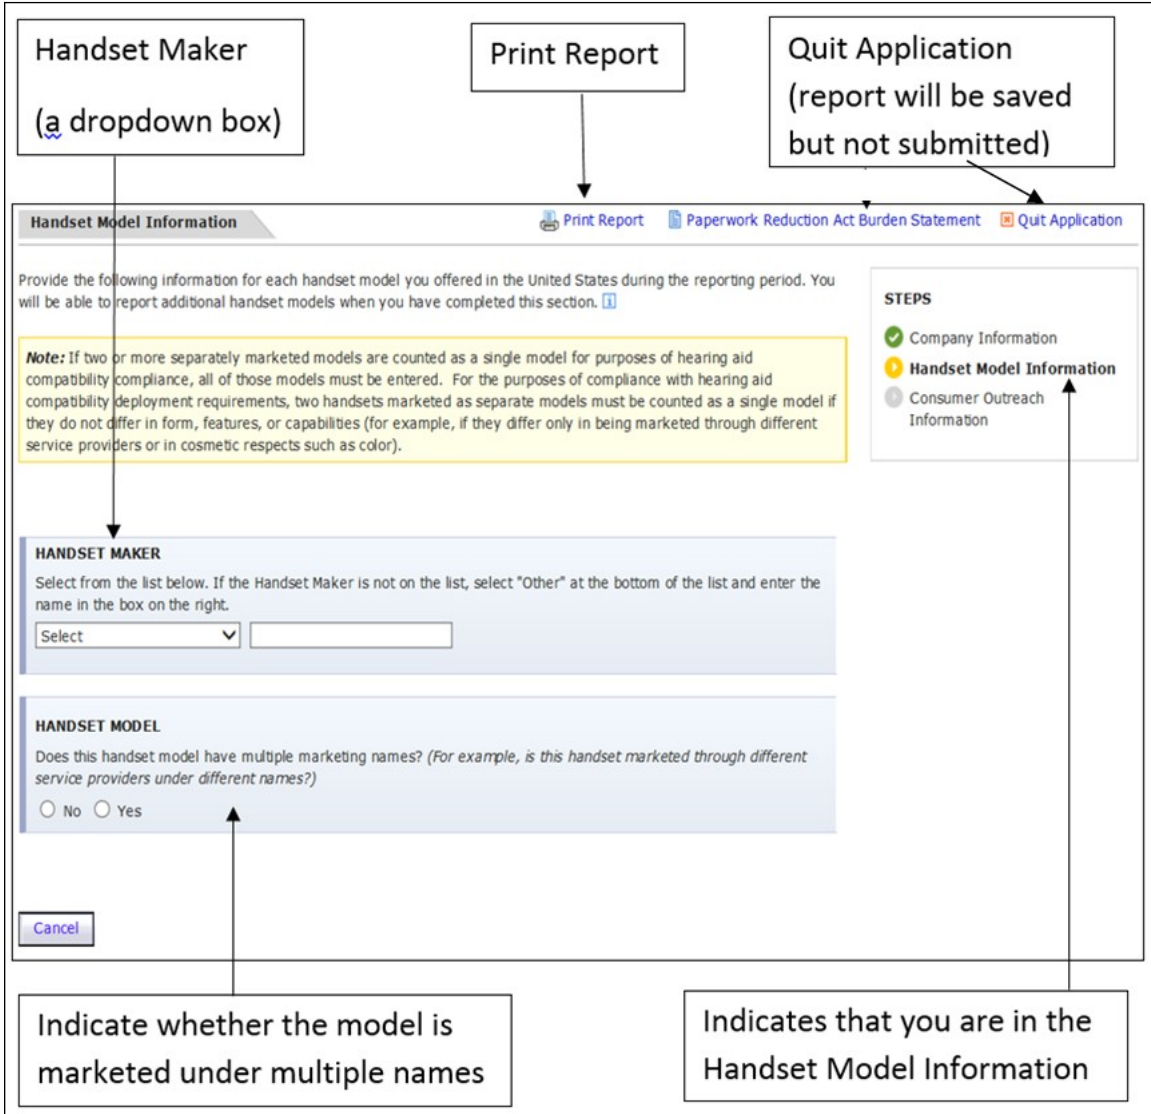 Handset Maker
(a dropdown box)
Print Report
Quit Application
(report will be saved
but not submitted)
Handset Model Information
Print Report
Paperwork Reduction Act Burden Statement
Quit Application
Provide the following information for each handset model you offered in the United States during the reporting period. You
will be able to report additional handset models when you have completed this section.
Note: If two or more separately marketed models are counted as a single model for purposes of hearing aid
compatibility compliance, all of those models must be entered.  For the purposes of compliance with hearing aid
compatibility deployment requirements, two handsets marketed as separate models must be counted as a single model if
they do not differ in form, features, or capabilities (for example, if they differ only in being marketed through different
service providers or in cosmetic respects such as color).
STEPS
Company Information
Handset Model Information
Consumer Outreach
Information
HANDSET MAKER
Select from the list below. If the Handset Maker is not on the list, select "Other" at the bottom of the list and enter the
name in the box on the right.
Select
HANDSET MODEL
Does this handset model have multiple marketing names? (For example, is this handset marketed through different
service providers under different names?)
No
Yes
Cancel
Indicate whether the model is
marketed under multiple names
Indicates that you are in the
Handset Model Information